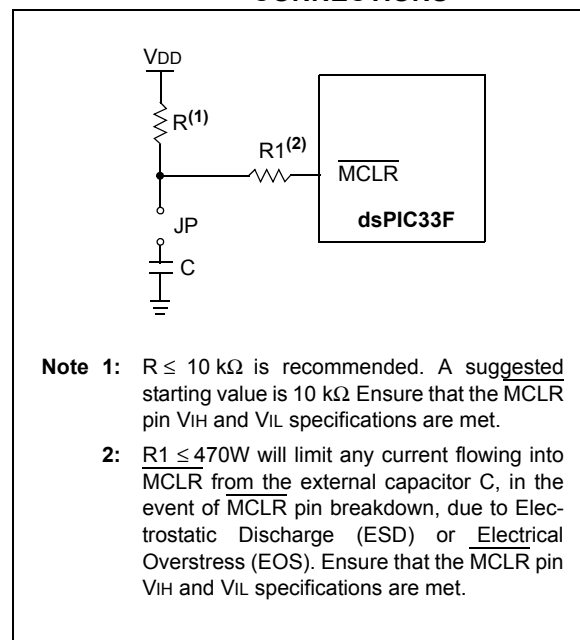 VDD
R(1)
R1(2)
MCLR
JP
dsPIC33F
C
Note 1: R ≤ 10 kΩ is recommended. A suggested
starting value is 10 kΩ Ensure that the MCLR
pin VIH and VIL specifications are met.
2: R1 ≤ 470W will limit any current flowing into
MCLR from the external capacitor C, in the
event of MCLR pin breakdown, due to Elec-
trostatic Discharge (ESD) or Electrical
Overstress (EOS). Ensure that the MCLR pin
VIH and VIL specifications are met.